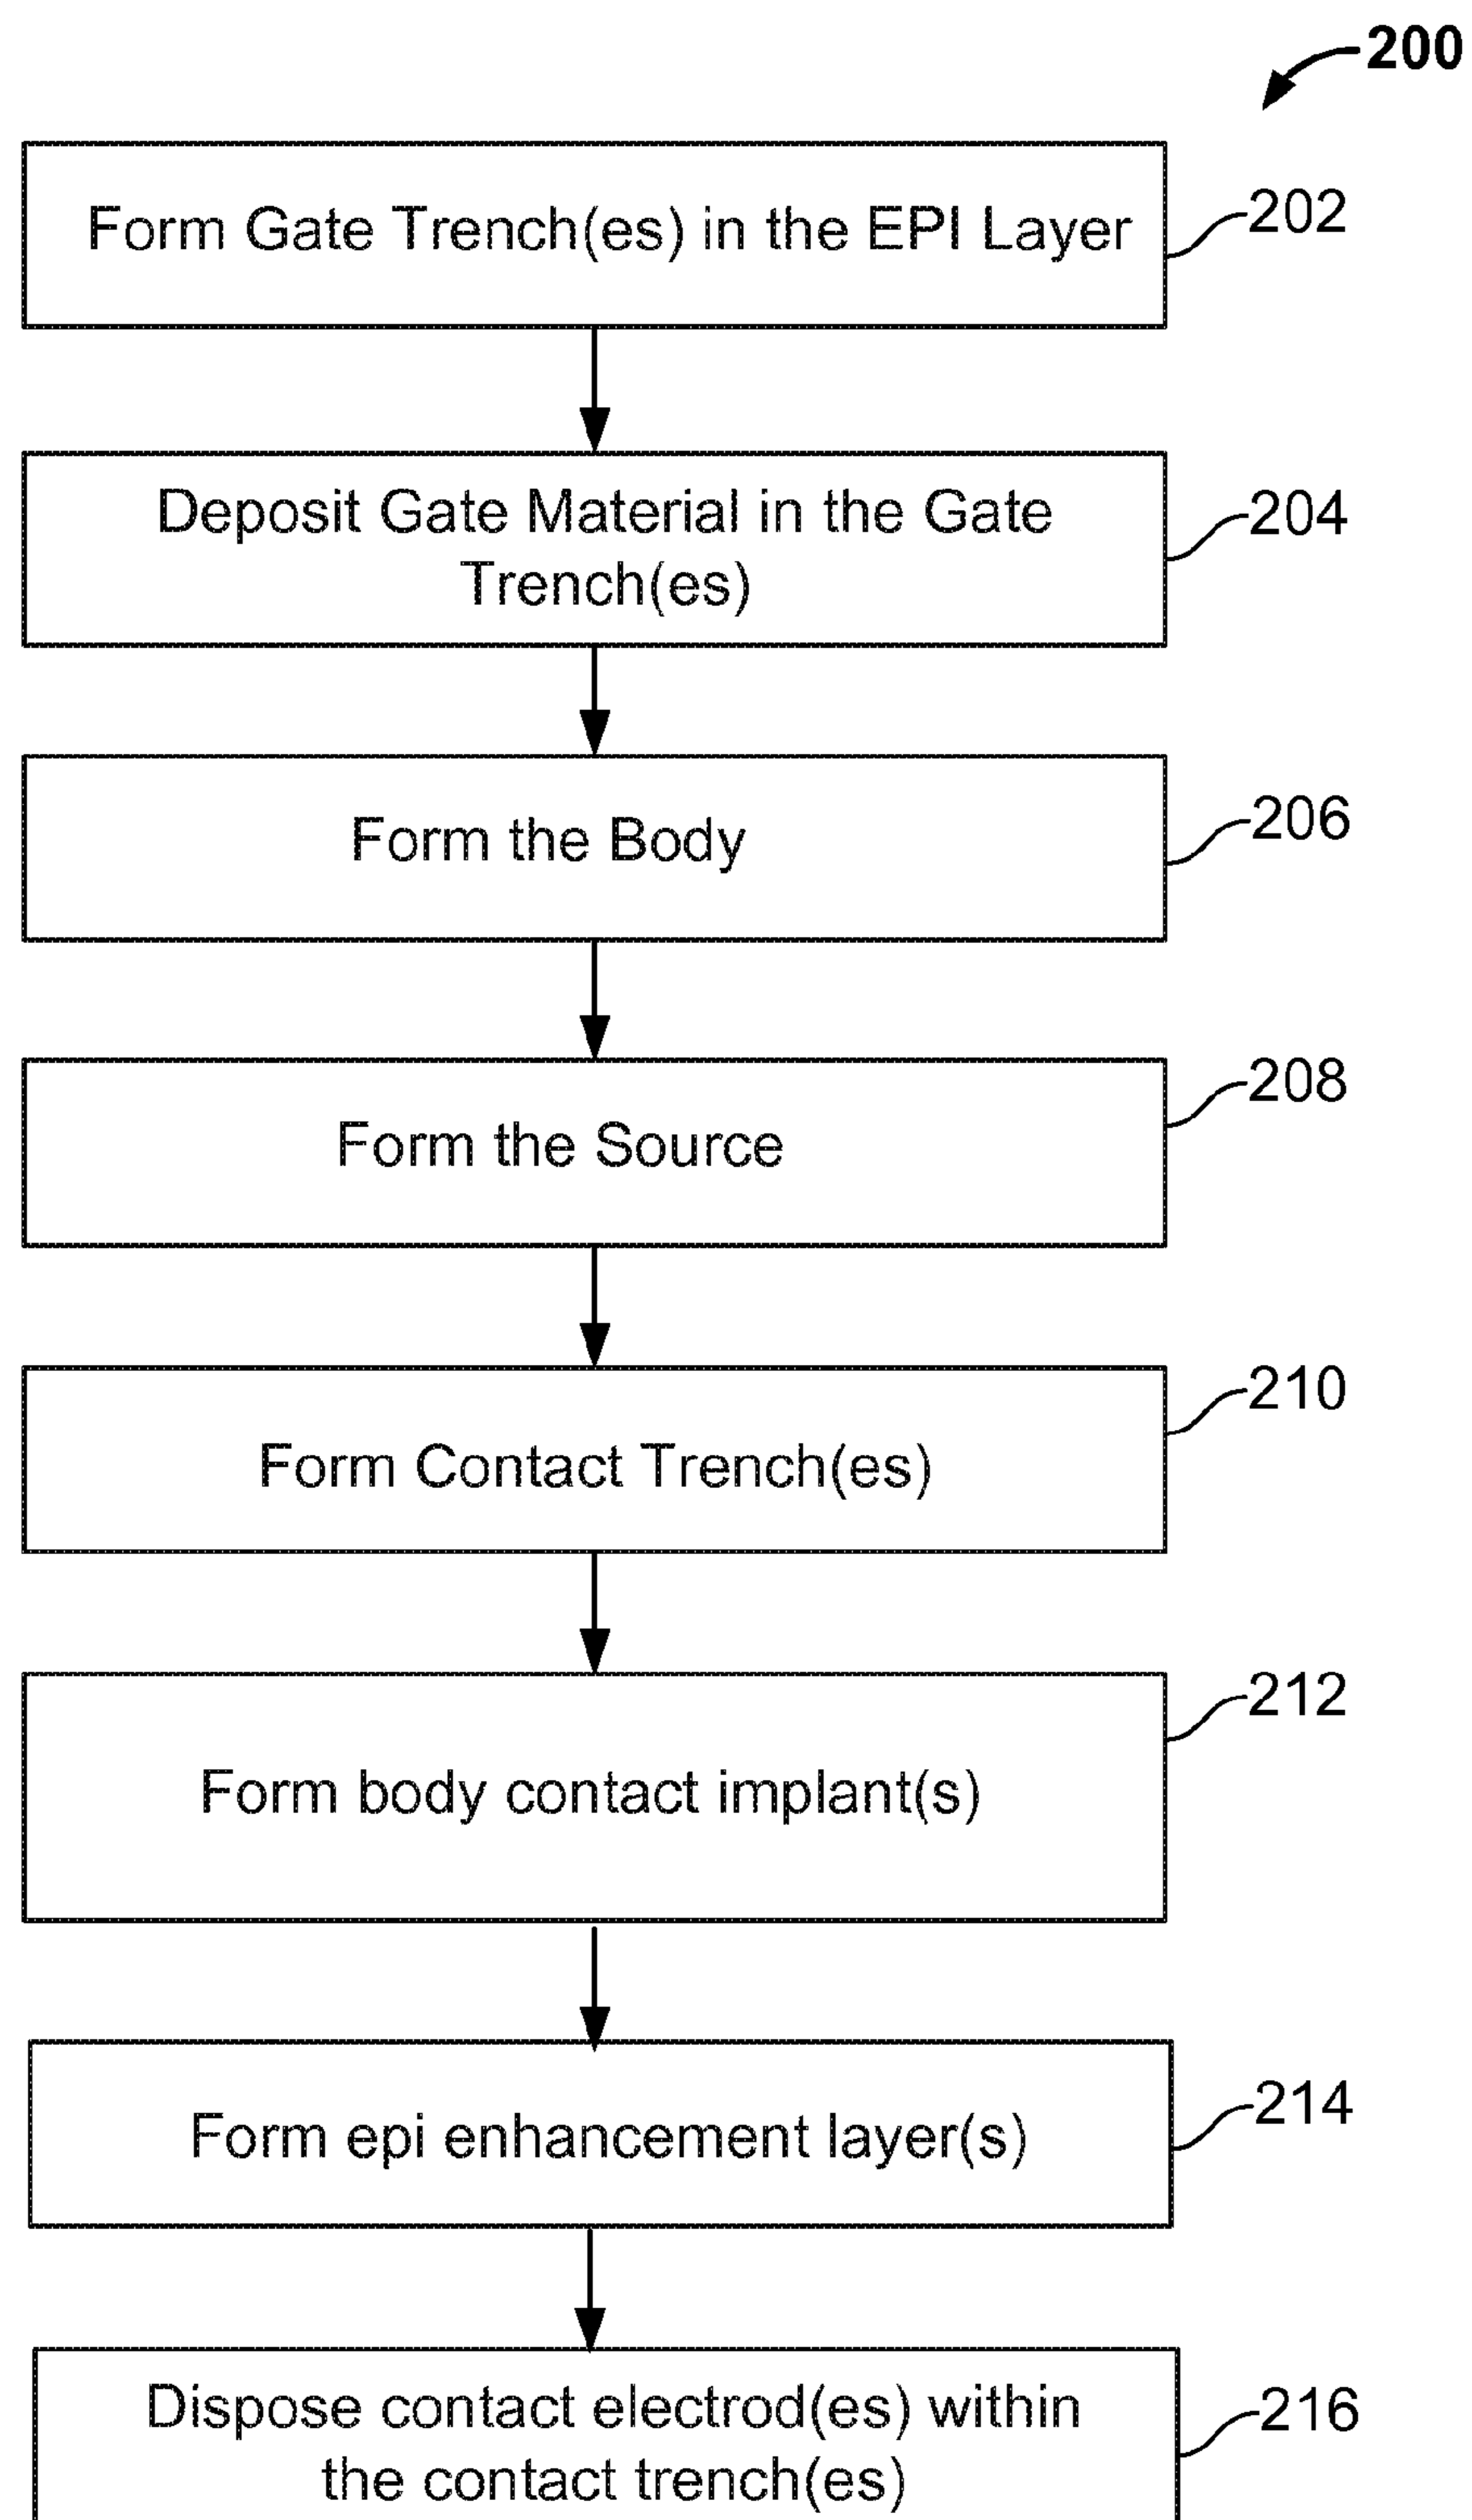 200
Form Gate Trench(es) in the EPI Layer
202
Deposit Gate Material in the Gate
Trench(es)
204
Form the Body
206
Form the Source
208
Form Contact Trench(es)
210
Form body contact implant(s)
212
Form epi enhancement layer(s)
214
Dispose contact electrod(es) within
the contact trench(es)
216